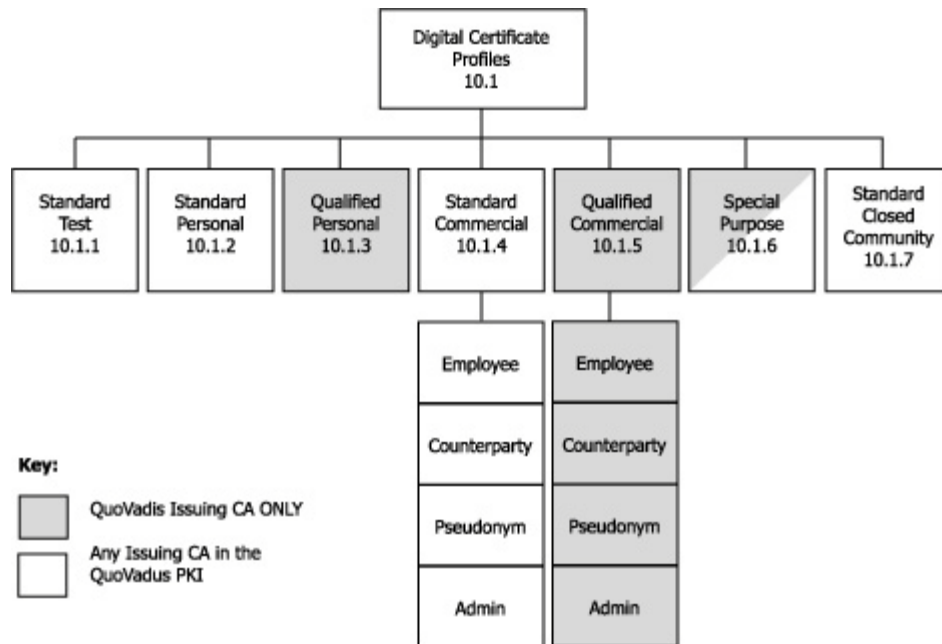 Digital Certificate
Profiles
10.1
Standard
Test
10.1.1
Standard
Personal
10.1.2
Qualified
Personal
10.1.3
Standard
Commercial
10.1.4
Qualified
Commercial
10.1.5
Special
Purpose
10.1.6
Standard
Closed
Community
10.1.7
Employee
Employee
Counterparty
Counterparty
Pseudonym
Pseudonym
Admin
Admin
Key:
QuoVadis Issuing CA ONLY
Any Issuing CA in the
QuoVadus PKI